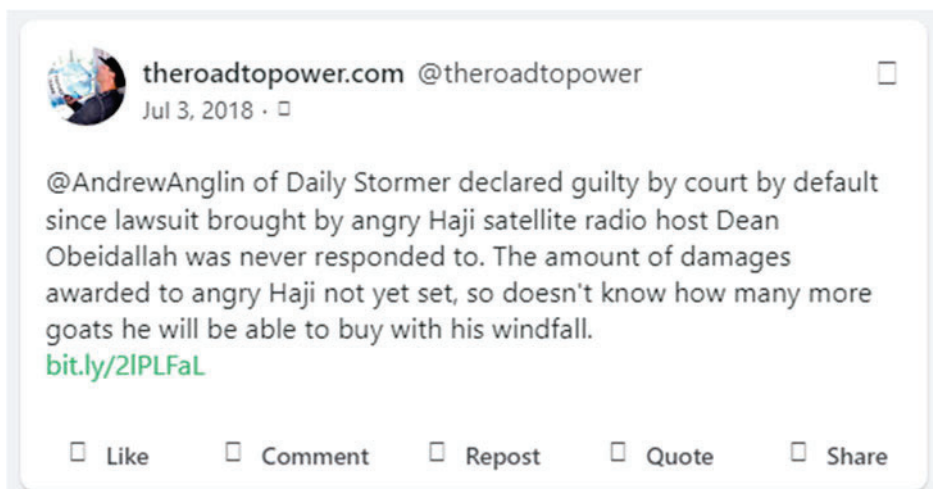 theroadtopower.com @theroadtopower
Jul 3, 2018 ·
@AndrewAnglin of Daily Stormer declared guilty by court by default
since lawsuit brought by angry Haji satellite radio host Dean
Obeidallah was never responded to. The amount of damages
awarded to angry Haji not yet set, so doesn't know how many more
goats he will be able to buy with his windfall.
bit.ly/2lPLFaL
Like Comment Repost Quote Share